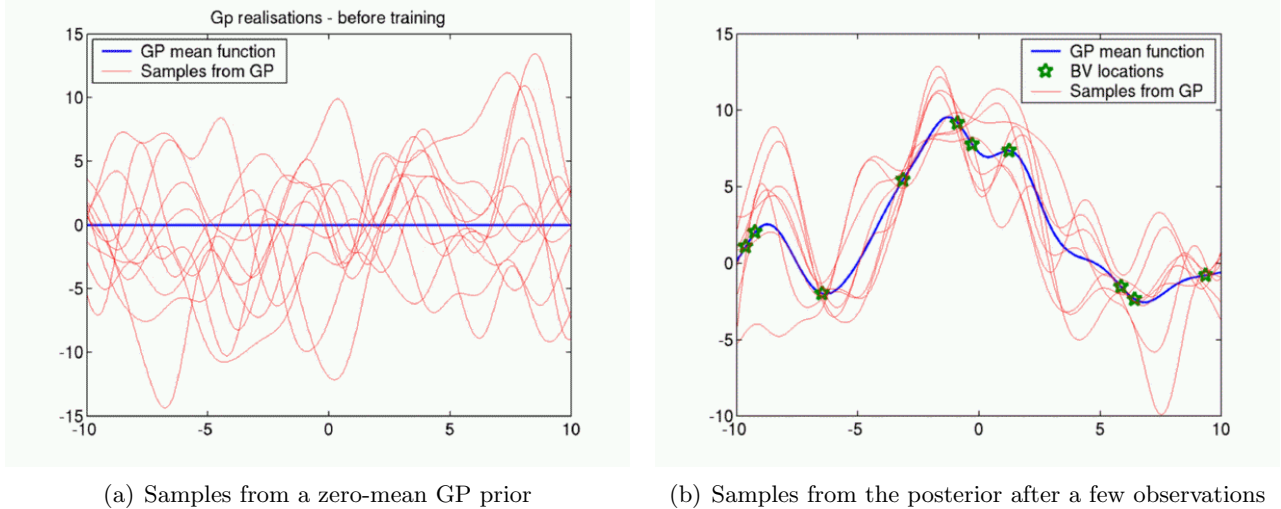 Gp realisations - before training
GP mean function
Samples from GP
15
10
5
0
-5
-10
-15
-10
-5
0
5
10
GP mean function
BV locations
Samples from GP
15
10
5
0
-5
-10
-10
-5
0
5
10
(a) Samples from a zero-mean GP prior
(b) Samples from the posterior after a few observations